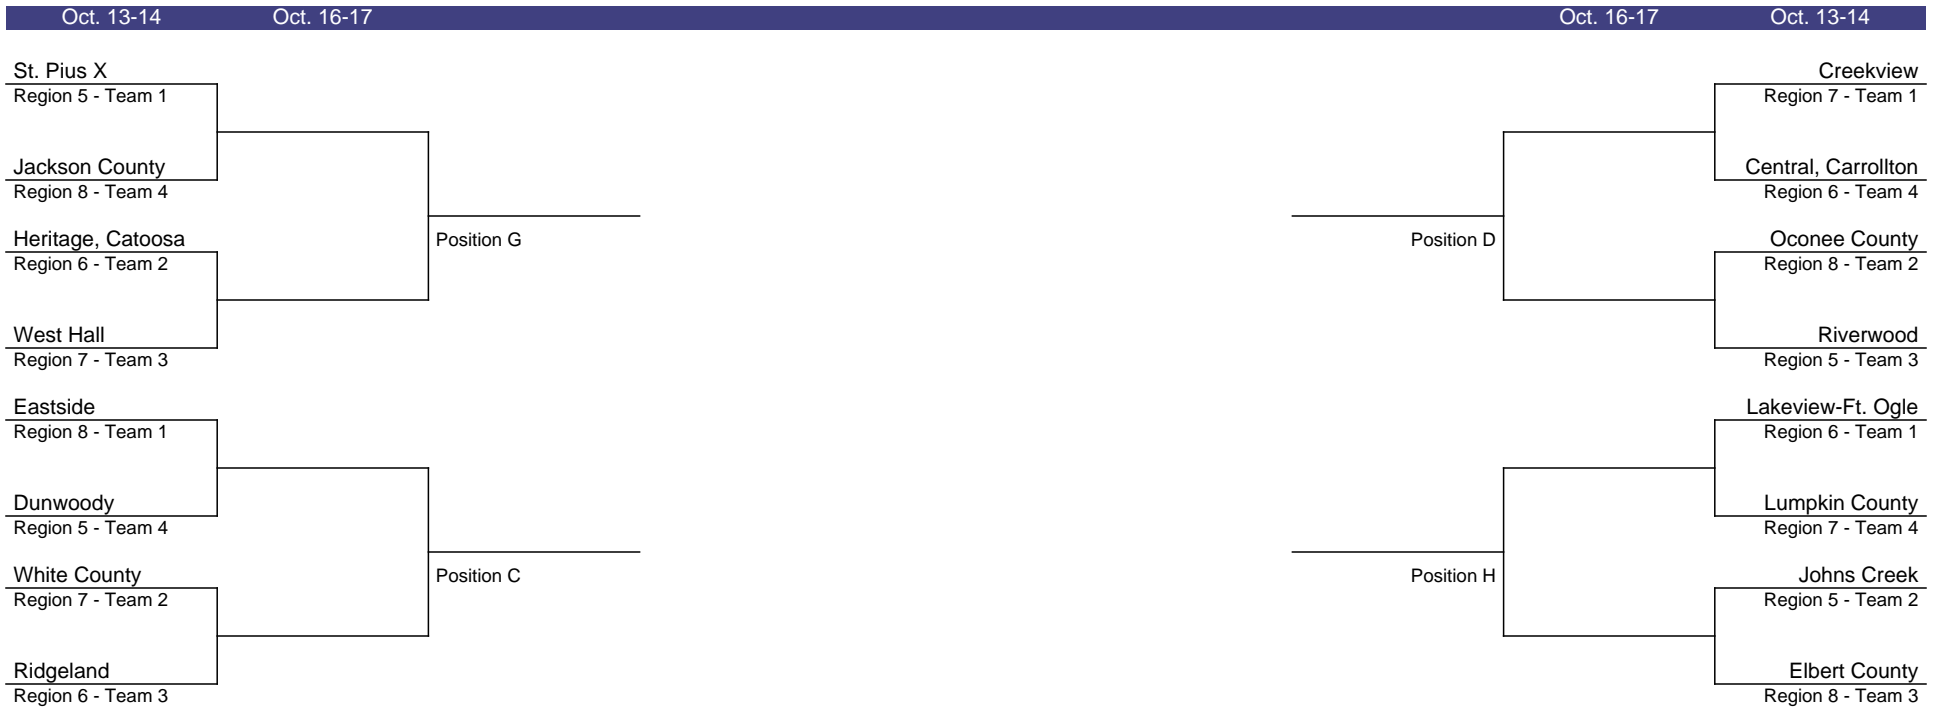 Oct. 13-14 Oct. 16-17 Oct. 16-17 Oct. 13-14
St. Pius X
Region 5 - Team 1
Jackson County
Region 8 - Team 4
Heritage, Catoosa
Region 6 - Team 2
West Hall
Region 7 - Team 3
Position G
Eastside
Region 8 - Team 1
Dunwoody
Region 5 - Team 4
White County
Region 7 - Team 2
Ridgeland
Region 6 - Team 3
Position C
Creekview
Region 7 - Team 1
Central, Carrollton
Region 6 - Team 4
Oconee County
Region 8 - Team 2
Riverwood
Region 5 - Team 3
Position D
Lakeview-Ft. Ogle
Region 6 - Team 1
Lumpkin County
Region 7 - Team 4
Johns Creek
Region 5 - Team 2
Elbert County
Region 8 - Team 3
Position H